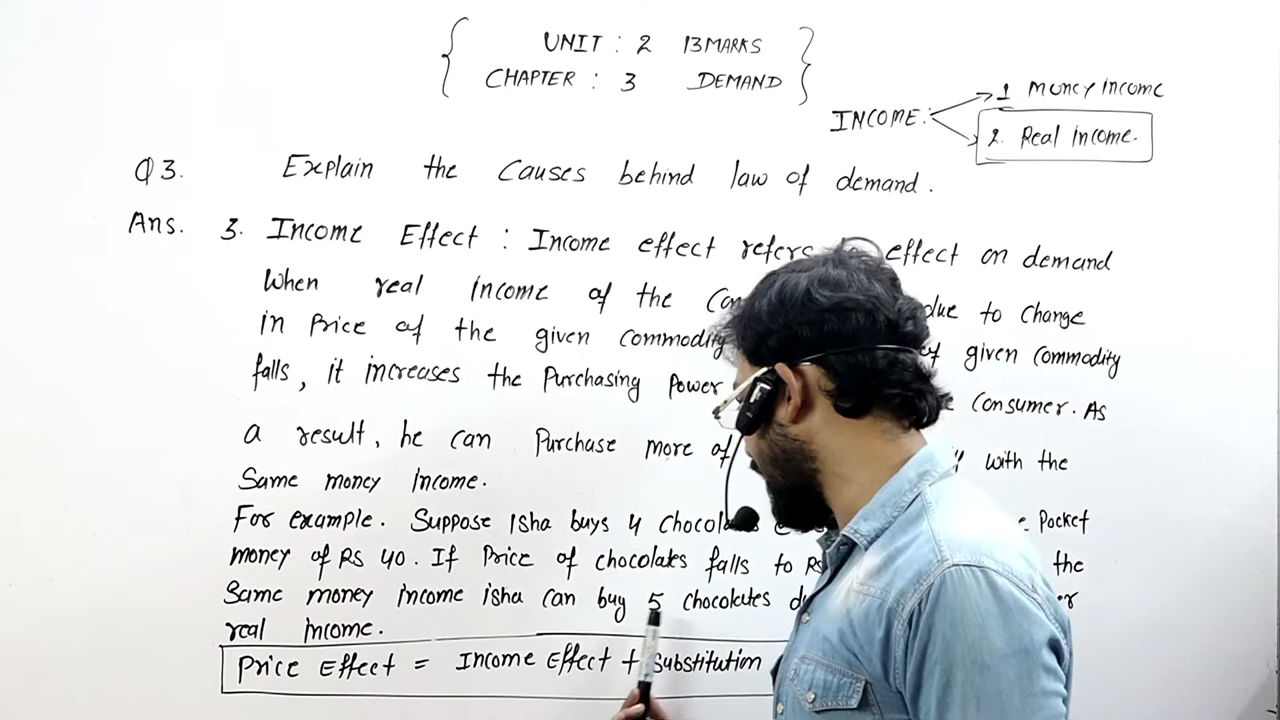 UNIT : 2 13 MARKS
CHAPTER : 3 DEMAND
INCOME:
1 Money income
2. Real income.
Q3. Explain the Causes behind law of demand.
Ans. 3. Income Effect : Income effect refers effect on demand
When real income of the due to change
in Price of the given commodity of given Commodity
falls, it increases the Purchasing Power Consumer. As
a result, he can Purchase more of with the
Same money income.
For example. Suppose isha buys 4 Pocket
money of Rs 40. If Price of chocolates falls to Rs the
Same money income isha can buy 5 chocolates
real income.
Price Effect = Income Effect + Substitution